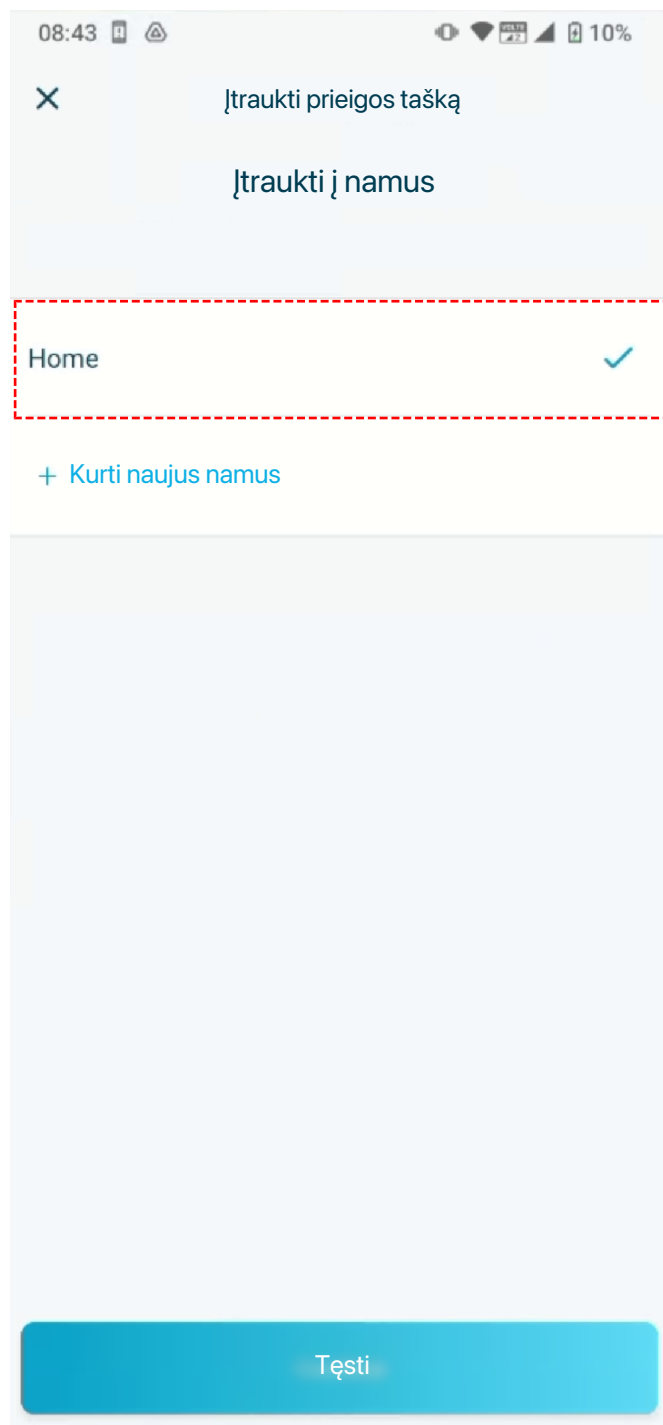 08:43 10%
Įtraukti prieigos tašką
Įtraukti į namus
Home
+ Kurti naujus namus
Tęsti